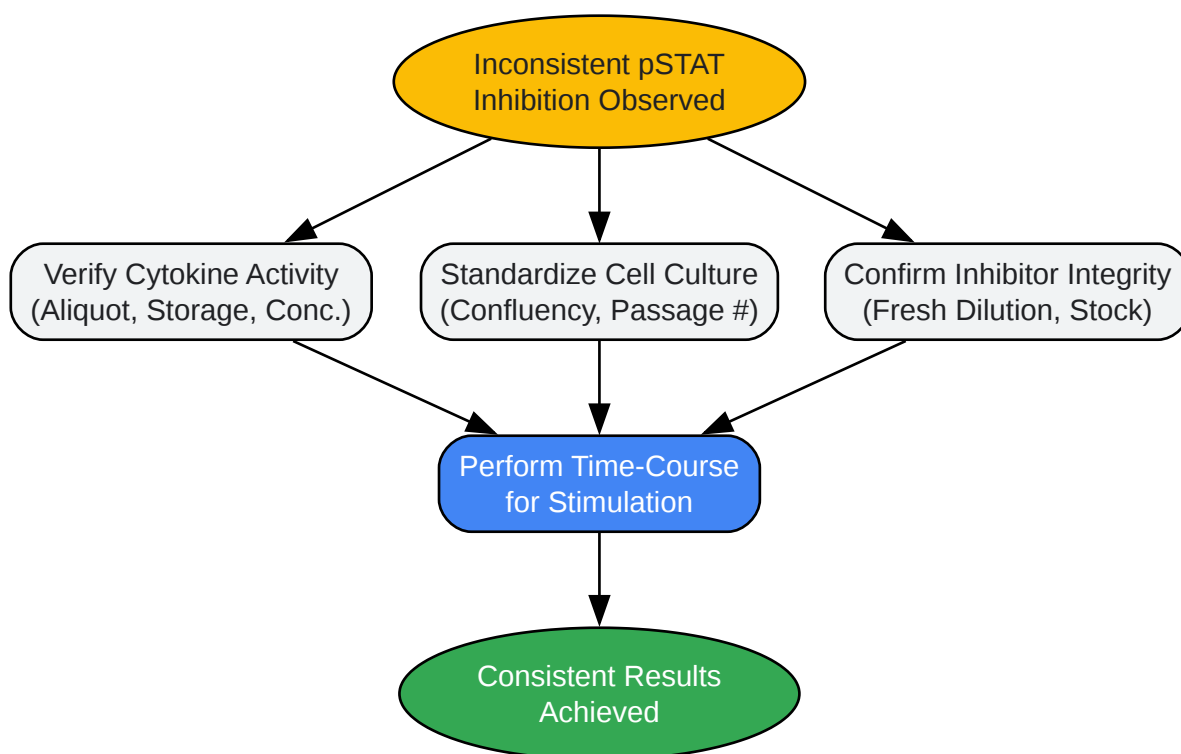 Inconsistent pSTAT
Inhibition Observed
Verify Cytokine Activity
(Aliquot, Storage, Conc.)
Standardize Cell Culture
(Confluency, Passage #)
Confirm Inhibitor Integrity
(Fresh Dilution, Stock)
Perform Time-Course
for Stimulation
Consistent Results
Achieved